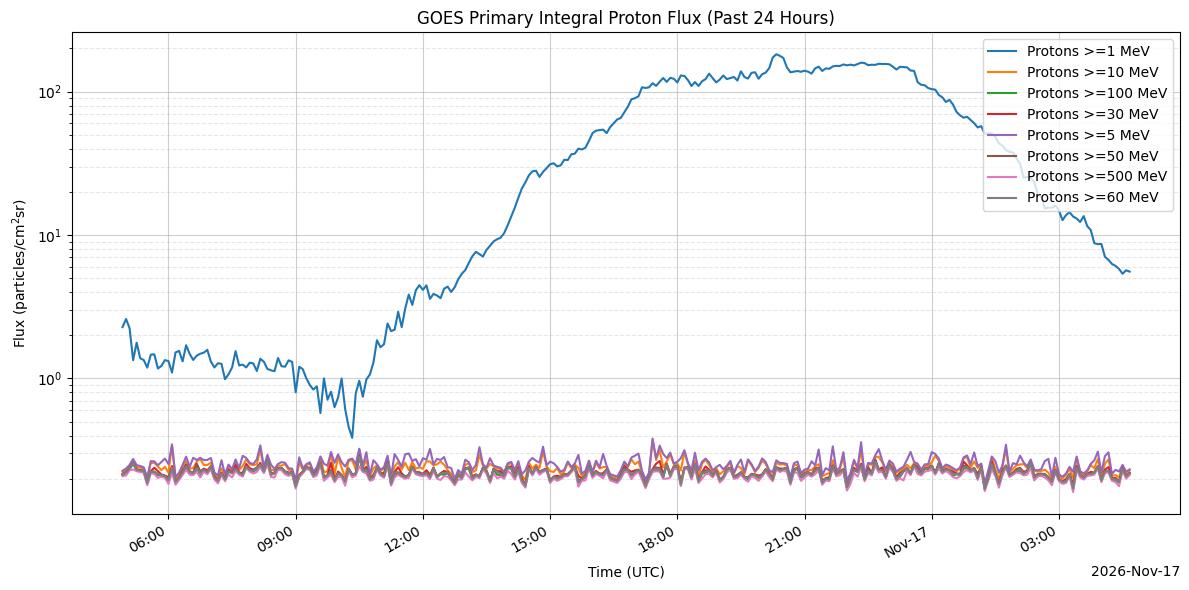 GOES Primary Integral Proton Flux (Past 24 Hours)
Protons >=1 MeV
Protons >=10 MeV
Protons >=100 MeV
Protons >=30 MeV
Protons >=5 MeV
Protons >=50 MeV
Protons >=500 MeV
Protons >=60 MeV
Flux (particles/cm²sr)
10²
10¹
10⁰
06:00
09:00
12:00
15:00
18:00
21:00
Nov-17
03:00
Time (UTC)
2026-Nov-17